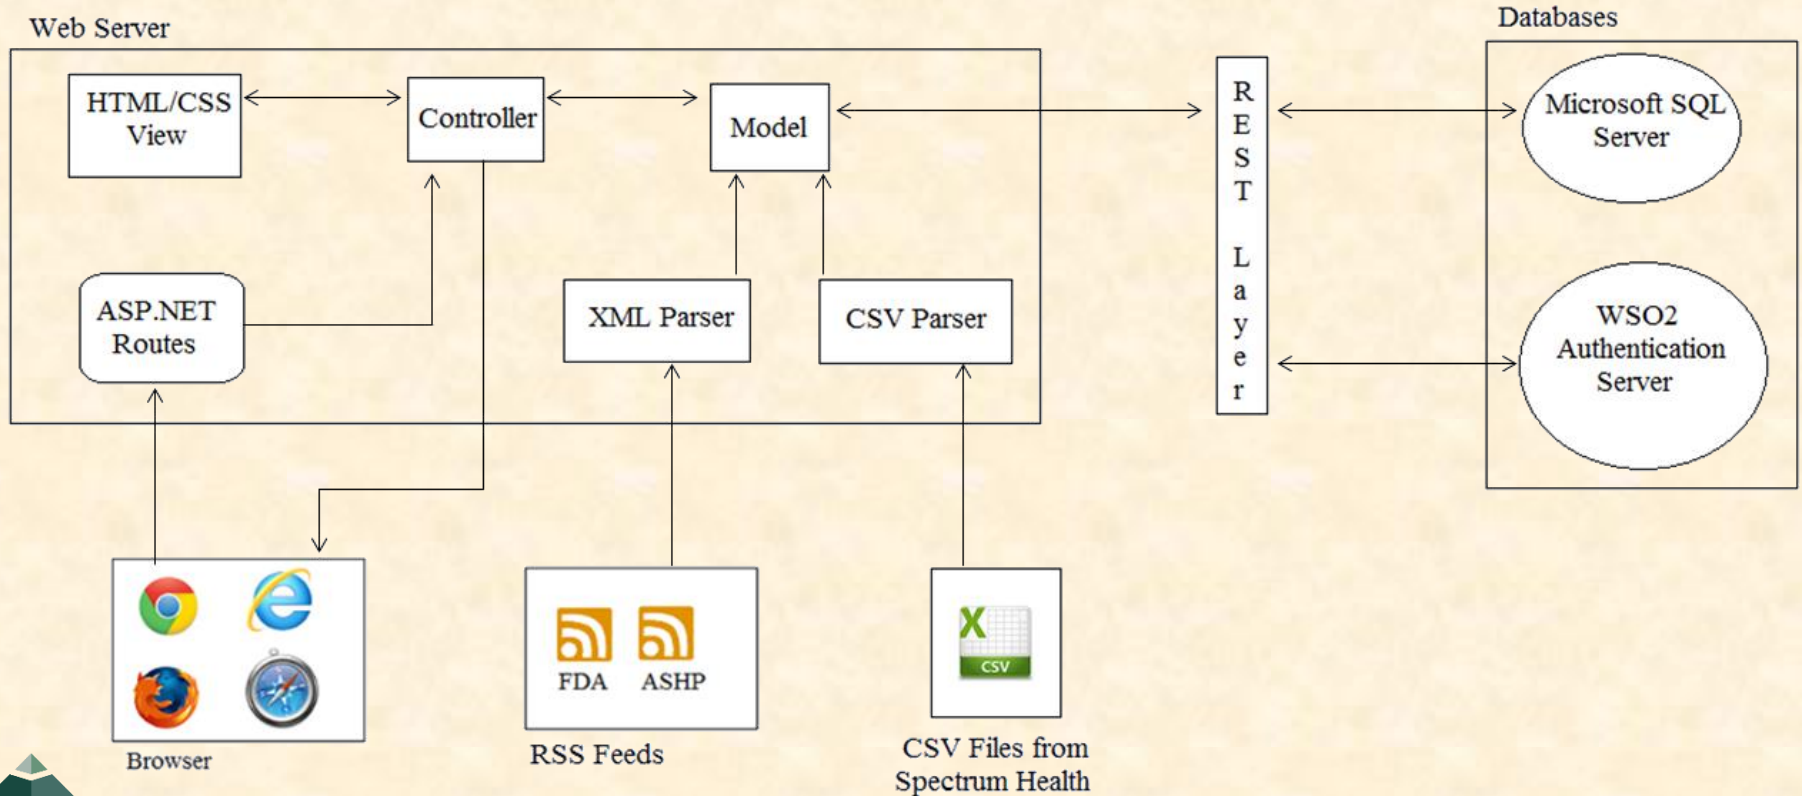 Web Server
Databases
HTML/CSS
View
Controller
Model
R
E
S
T
L
a
y
e
r
Microsoft SQL
Server
ASP.NET
Routes
XML Parser
CSV Parser
WSO2
Authentication
Server
FDA
ASHP
X
CSV
Browser
RSS Feeds
CSV Files from
Spectrum Health